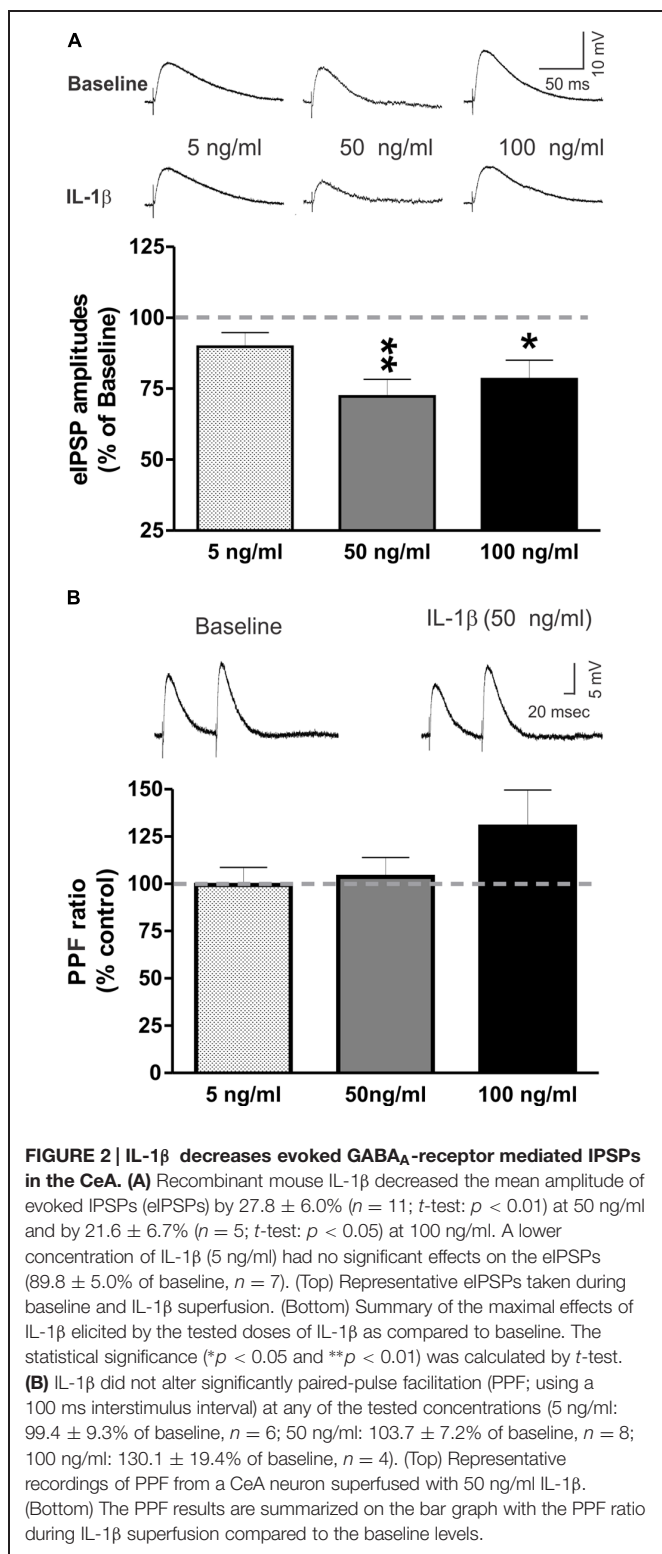 A
Baseline
10 mV
50 ms
5 ng/ml 50 ng/ml 100 ng/ml
IL-1β
125
100
75
50
25
eIPSP amplitudes
(% of Baseline)
**
*
5 ng/ml 50 ng/ml 100 ng/ml
B
Baseline IL-1β (50 ng/ml)
5 mV
20 msec
150
125
100
75
50
25
0
PPF ratio
(% control)
5 ng/ml 50ng/ml 100 ng/ml
FIGURE 2 | IL-1β decreases evoked GABAA-receptor mediated IPSPs
in the CeA. (A) Recombinant mouse IL-1β decreased the mean amplitude of
evoked IPSPs (eIPSPs) by 27.8 ± 6.0% (n = 11; t-test: p < 0.01) at 50 ng/ml
and by 21.6 ± 6.7% (n = 5; t-test: p < 0.05) at 100 ng/ml. A lower
concentration of IL-1β (5 ng/ml) had no significant effects on the eIPSPs
(89.8 ± 5.0% of baseline, n = 7). (Top) Representative eIPSPs taken during
baseline and IL-1β superfusion. (Bottom) Summary of the maximal effects of
IL-1β elicited by the tested doses of IL-1β as compared to baseline. The
statistical significance (*p < 0.05 and **p < 0.01) was calculated by t-test.
(B) IL-1β did not alter significantly paired-pulse facilitation (PPF; using a
100 ms interstimulus interval) at any of the tested concentrations (5 ng/ml:
99.4 ± 9.3% of baseline, n = 6; 50 ng/ml: 103.7 ± 7.2% of baseline, n = 8;
100 ng/ml: 130.1 ± 19.4% of baseline, n = 4). (Top) Representative
recordings of PPF from a CeA neuron superfused with 50 ng/ml IL-1β.
(Bottom) The PPF results are summarized on the bar graph with the PPF ratio
during IL-1β superfusion compared to the baseline levels.